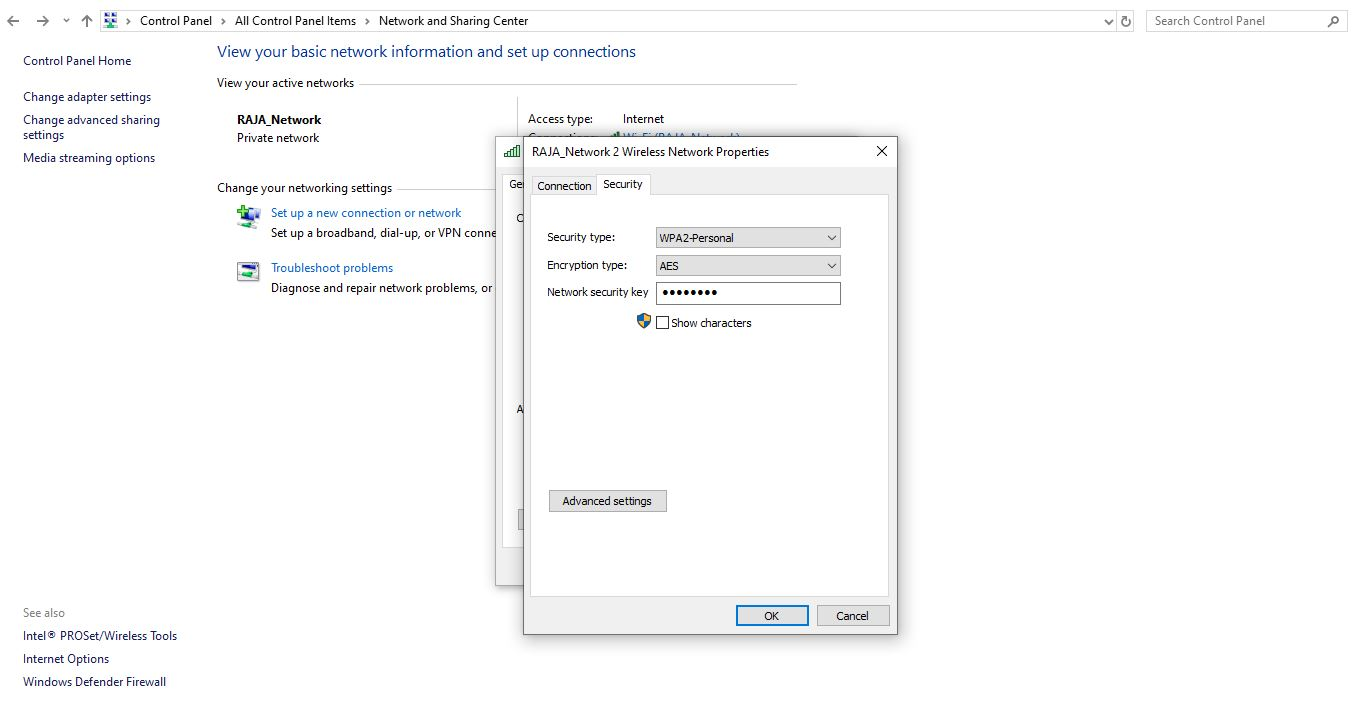 Control Panel > All Control Panel Items > Network and Sharing Center
Search Control Panel
Control Panel Home
Change adapter settings
Change advanced sharing
settings
Media streaming options
View your basic network information and set up connections
View your active networks
RAJA_Network
Private network
Access type: Internet
Change your networking settings
Set up a new connection or network
Set up a broadband, dial-up, or VPN conne
Troubleshoot problems
Diagnose and repair network problems, or
RAJA_Network 2 Wireless Network Properties
Connection Security
Security type: WPA2-Personal
Encryption type: AES
Network security key ••••••••
Show characters
Advanced settings
OK Cancel
See also
Intel® PROSet/Wireless Tools
Internet Options
Windows Defender Firewall